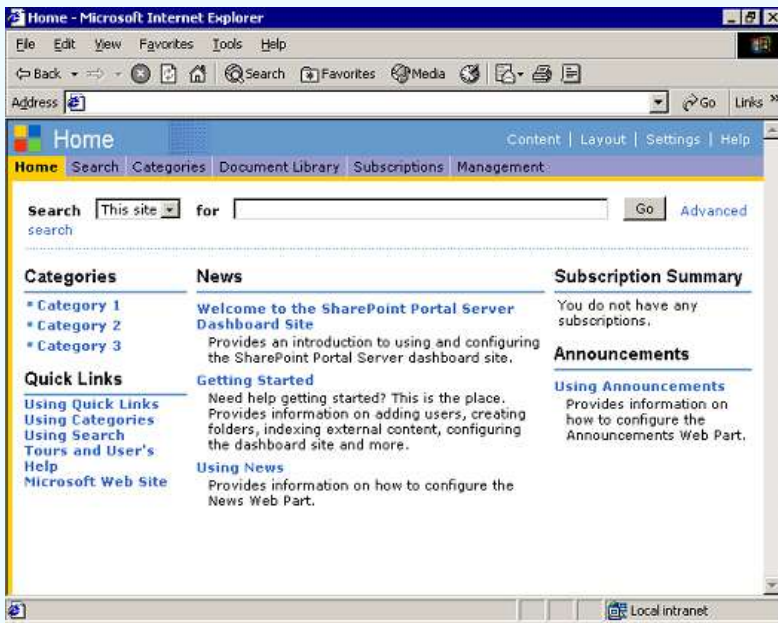 Home - Microsoft Internet Explorer
File Edit View Favorites Tools Help
Back Search Favorites Media
Address Go Links »
Home Content | Layout | Settings | Help
Home Search Categories Document Library Subscriptions Management
Search This site for Go Advanced
search
Categories
Category 1
Category 2
Category 3
Quick Links
Using Quick Links
Using Categories
Using Search
Tours and User's
Help
Microsoft Web Site
News
Welcome to the SharePoint Portal Server
Dashboard Site
Provides an introduction to using and configuring
the SharePoint Portal Server dashboard site.
Getting Started
Need help getting started? This is the place.
Provides information on adding users, creating
folders, indexing external content, configuring
the dashboard site and more.
Using News
Provides information on how to configure the
News Web Part.
Subscription Summary
You do not have any
subscriptions.
Announcements
Using Announcements
Provides information on
how to configure the
Announcements Web Part.
Local intranet